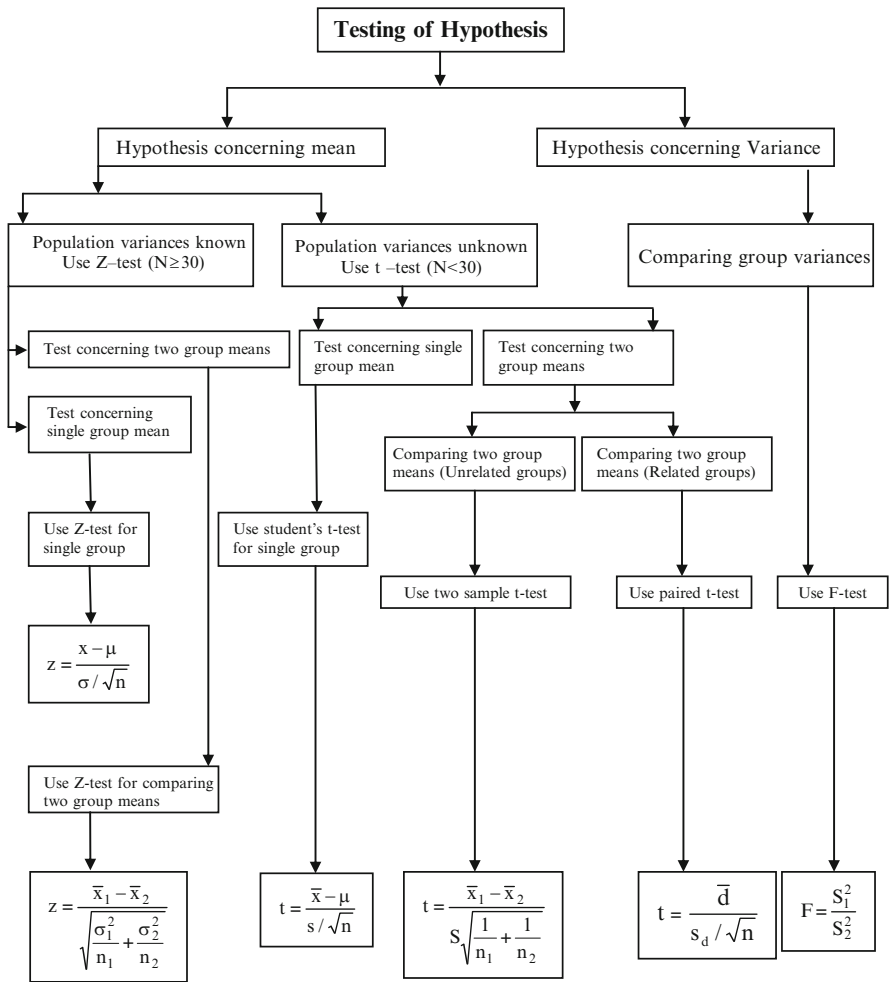 Testing of Hypothesis
Hypothesis concerning mean
Hypothesis concerning Variance
Population variances known
Use Z–test (N≥30)
Population variances unknown
Use t –test (N<30)
Comparing group variances
Test concerning two group means
Test concerning single
group mean
Test concerning two
group means
Test concerning
single group mean
Comparing two group
means (Unrelated groups)
Comparing two group
means (Related groups)
Use Z-test for
single group
Use student's t-test
for single group
Use two sample t-test
Use paired t-test
Use F-test
z = (x – μ) / (σ / √n)
Use Z-test for comparing
two group means
z = (x̄₁ – x̄₂) / √(σ₁²/n₁ + σ₂²/n₂)
t = (x̄ – μ) / (s / √n)
t = (x̄₁ – x̄₂) / (S√(1/n₁ + 1/n₂))
t = d̄ / (s_d / √n)
F = S₁² / S₂²